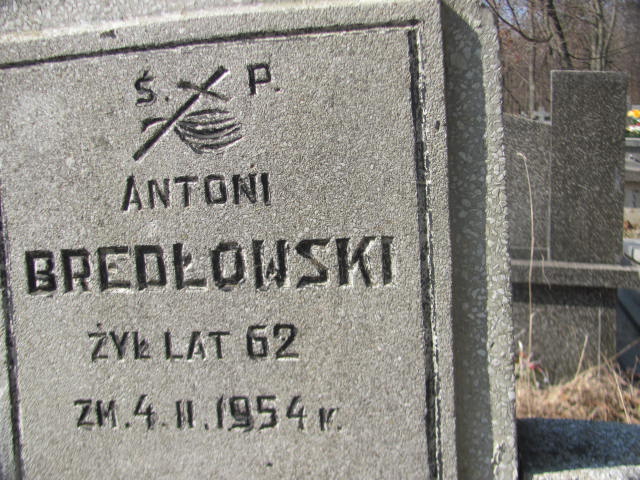 Ś. P.
ANTONI
BREDŁOWSKI
ŻYŁ LAT 62
ZM. 4. II. 1954 r.